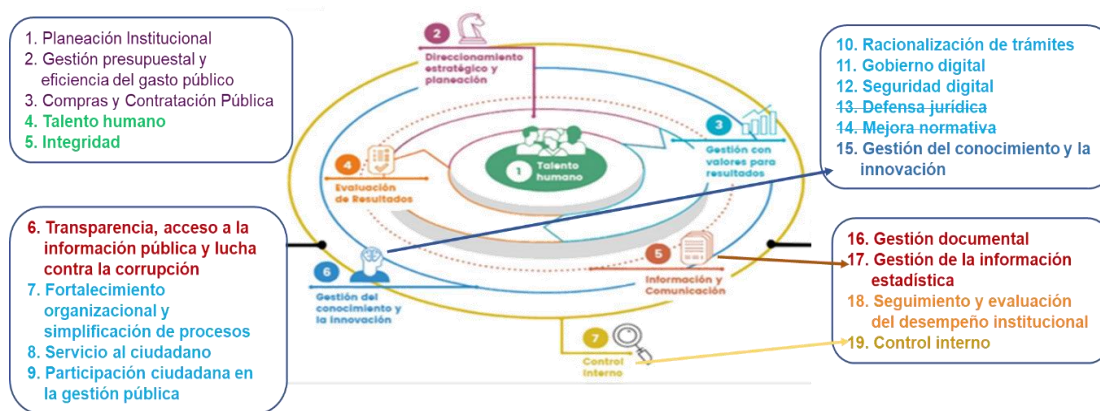 1. Planeación Institucional
2. Gestión presupuestal y
eficiencia del gasto público
3. Compras y Contratación Pública
4. Talento humano
5. Integridad
6. Transparencia, acceso a la
información pública y lucha
contra la corrupción
7. Fortalecimiento
organizacional y
simplificación de procesos
8. Servicio al ciudadano
9. Participación ciudadana en
la gestión pública
2
Direccionamiento
estratégico y
planeación
3
Gestión con
valores para
resultados
1 Talento
humano
4
Evaluación
de Resultados
5
Información y
Comunicación
6
Gestión del
conocimiento y
la innovación
7
Control
Interno
10. Racionalización de trámites
11. Gobierno digital
12. Seguridad digital
13. Defensa jurídica
14. Mejora normativa
15. Gestión del conocimiento y la
innovación
16. Gestión documental
17. Gestión de la información
estadística
18. Seguimiento y evaluación
del desempeño institucional
19. Control interno